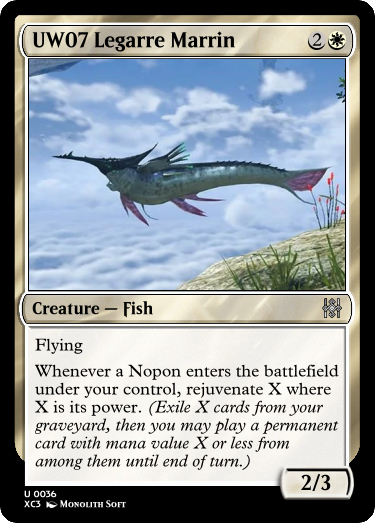 UW07 Legarre Marrin 2
Creature — Fish
Flying
Whenever a Nopon enters the battlefield
under your control, rejuvenate X where
X is its power. (Exile X cards from your
graveyard, then you may play a permanent
card with mana value X or less from
among them until end of turn.)
2/3
U 0036
XC3 Monolith Soft